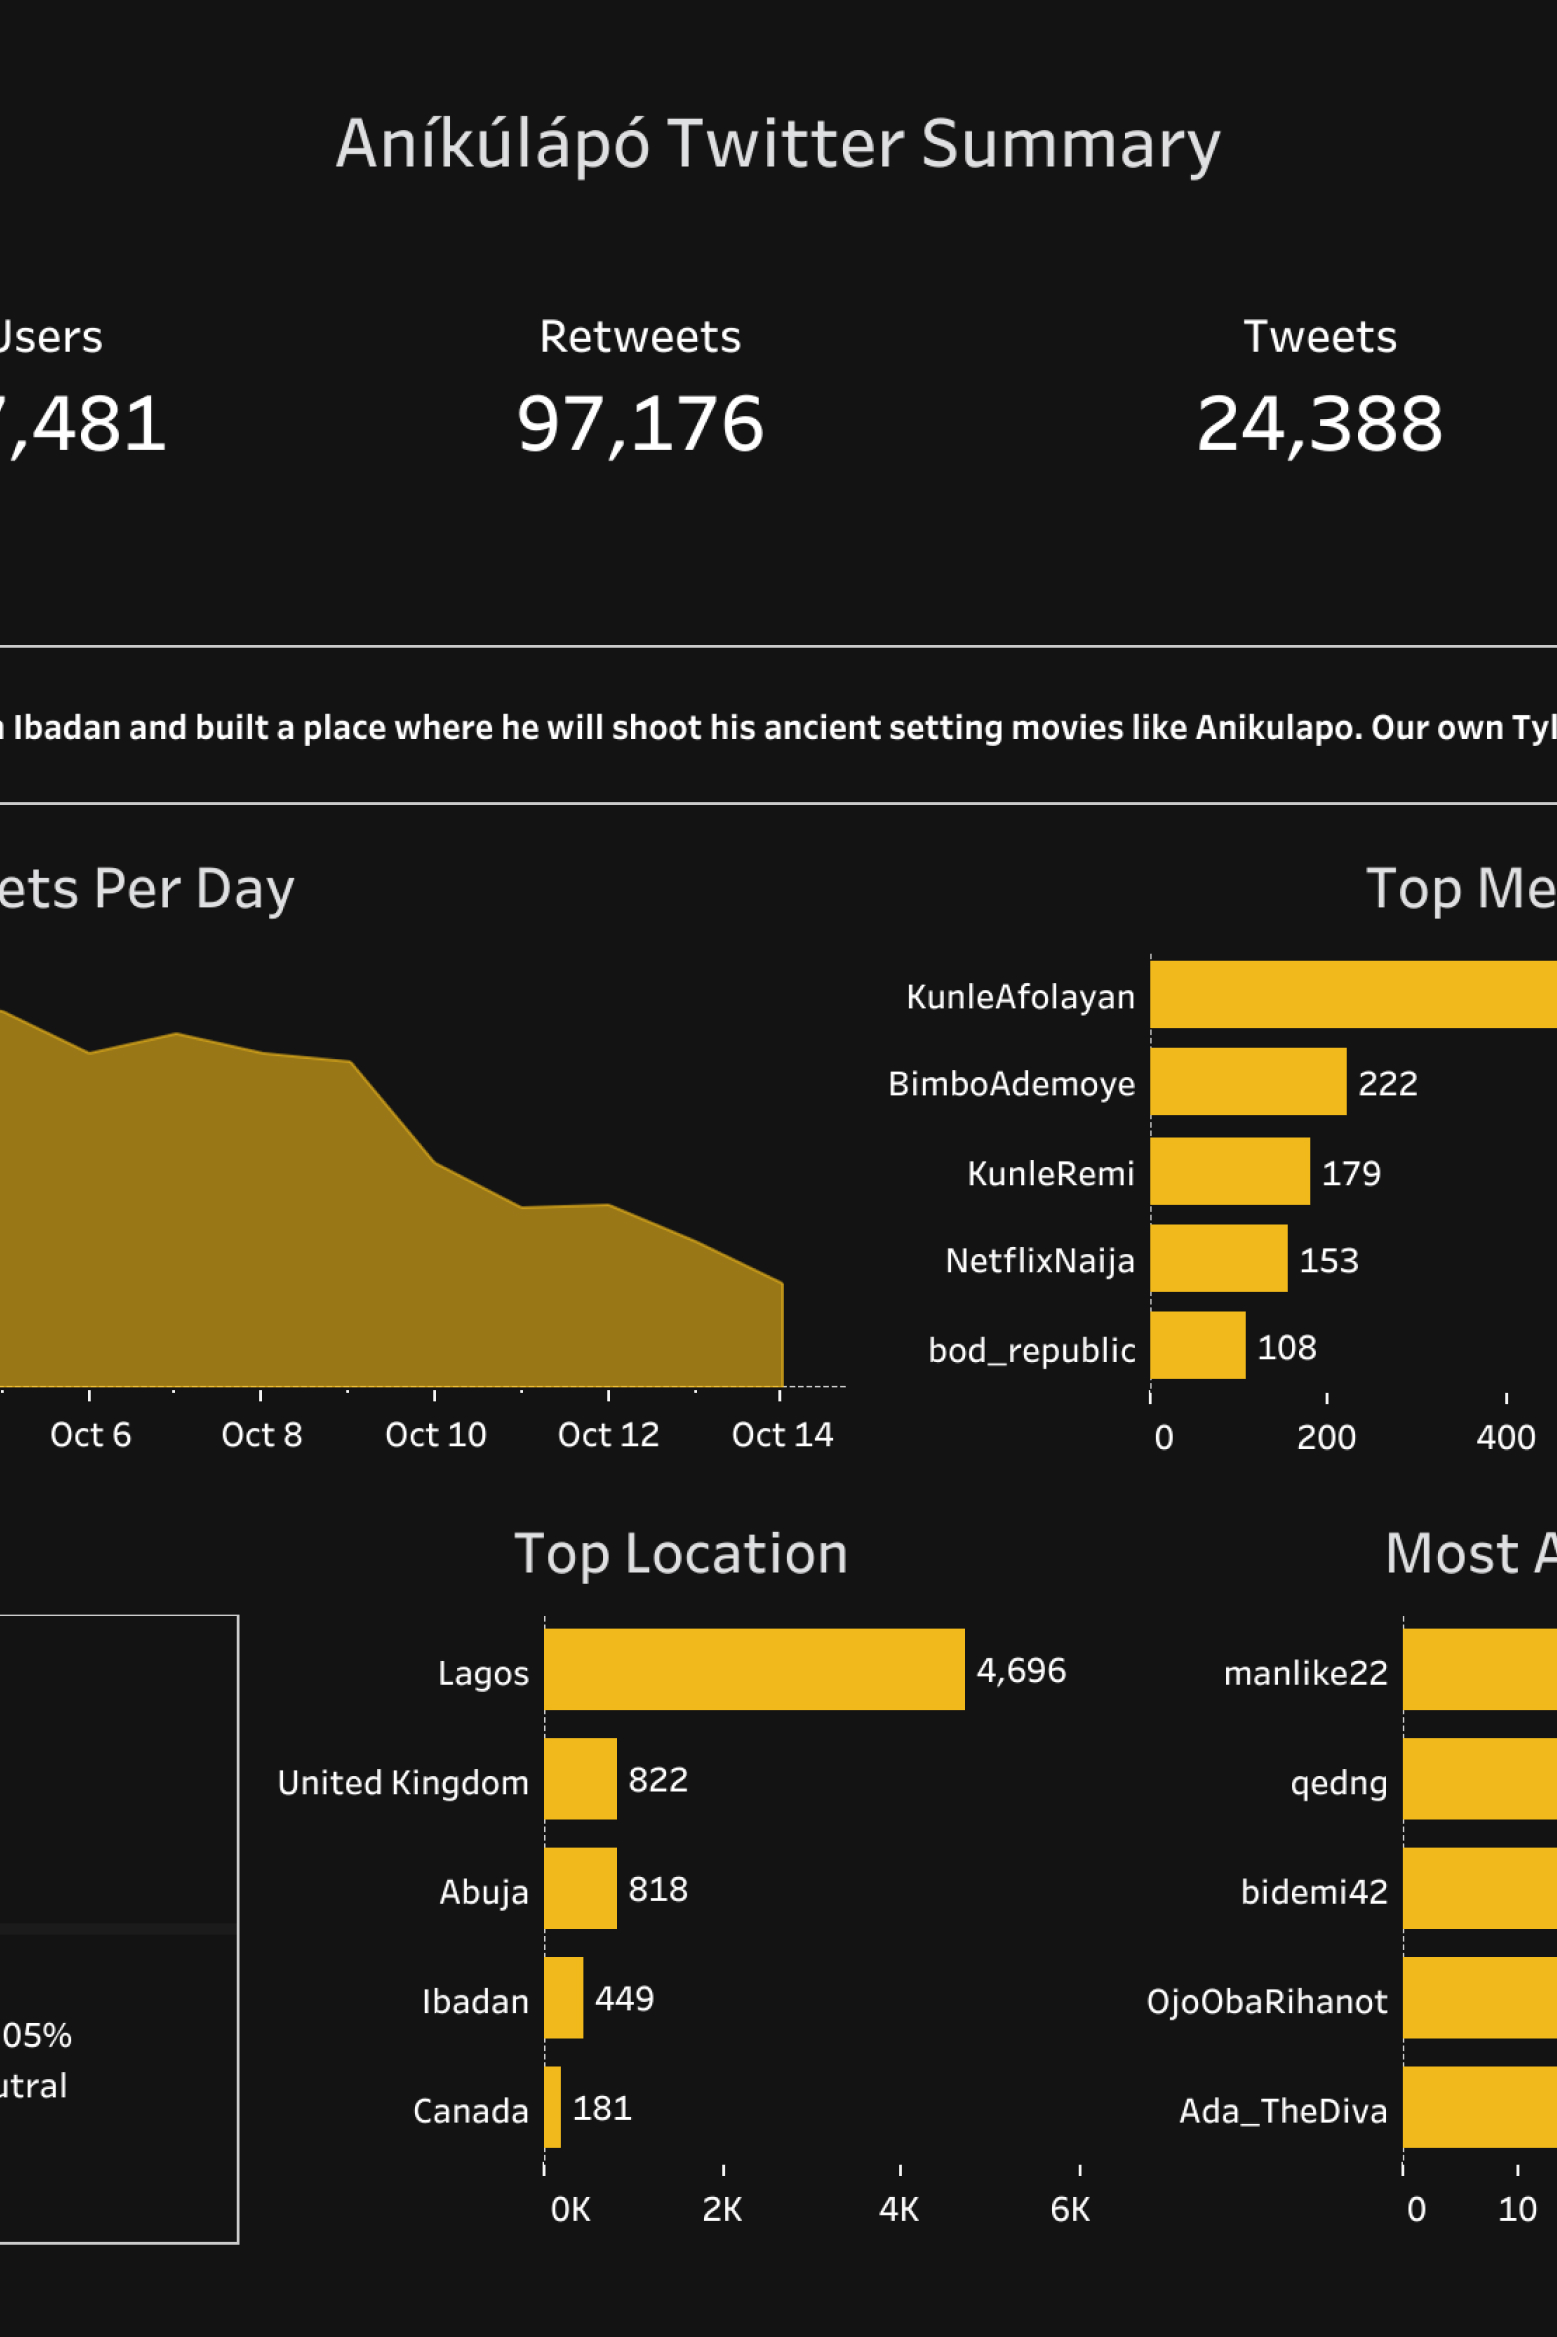 Aníkúlápó Twitter Summary
Users
Retweets
Tweets
,481
97,176
24,388
Ibadan and built a place where he will shoot his ancient setting movies like Anikulapo. Our own Tyl
ets Per Day
Top Me
KunleAfolayan
BimboAdemoye
222
KunleRemi
179
NetflixNaija
153
bod_republic
108
Oct 6
Oct 8
Oct 10
Oct 12
Oct 14
0
200
400
Top Location
Most A
Lagos
4,696
United Kingdom
822
Abuja
818
Ibadan
449
Canada
181
0K
2K
4K
6K
manlike22
qedng
bidemi42
OjoObaRihanot
Ada_TheDiva
0
10
05%
utral